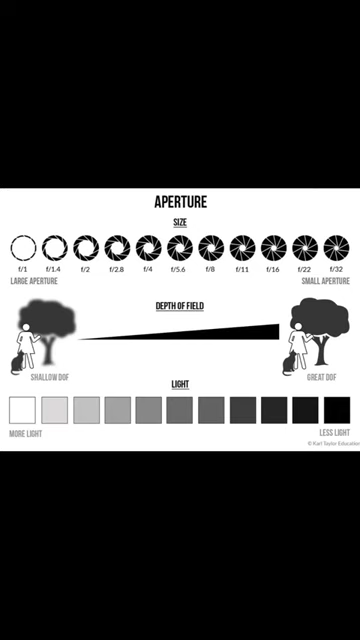 APERTURE
SIZE
f/1 f/1.4 f/2 f/2.8 f/4 f/5.6 f/8 f/11 f/16 f/22 f/32
LARGE APERTURE SMALL APERTURE
DEPTH OF FIELD
SHALLOW DOF GREAT DOF
LIGHT
MORE LIGHT LESS LIGHT
© Karl Taylor Education